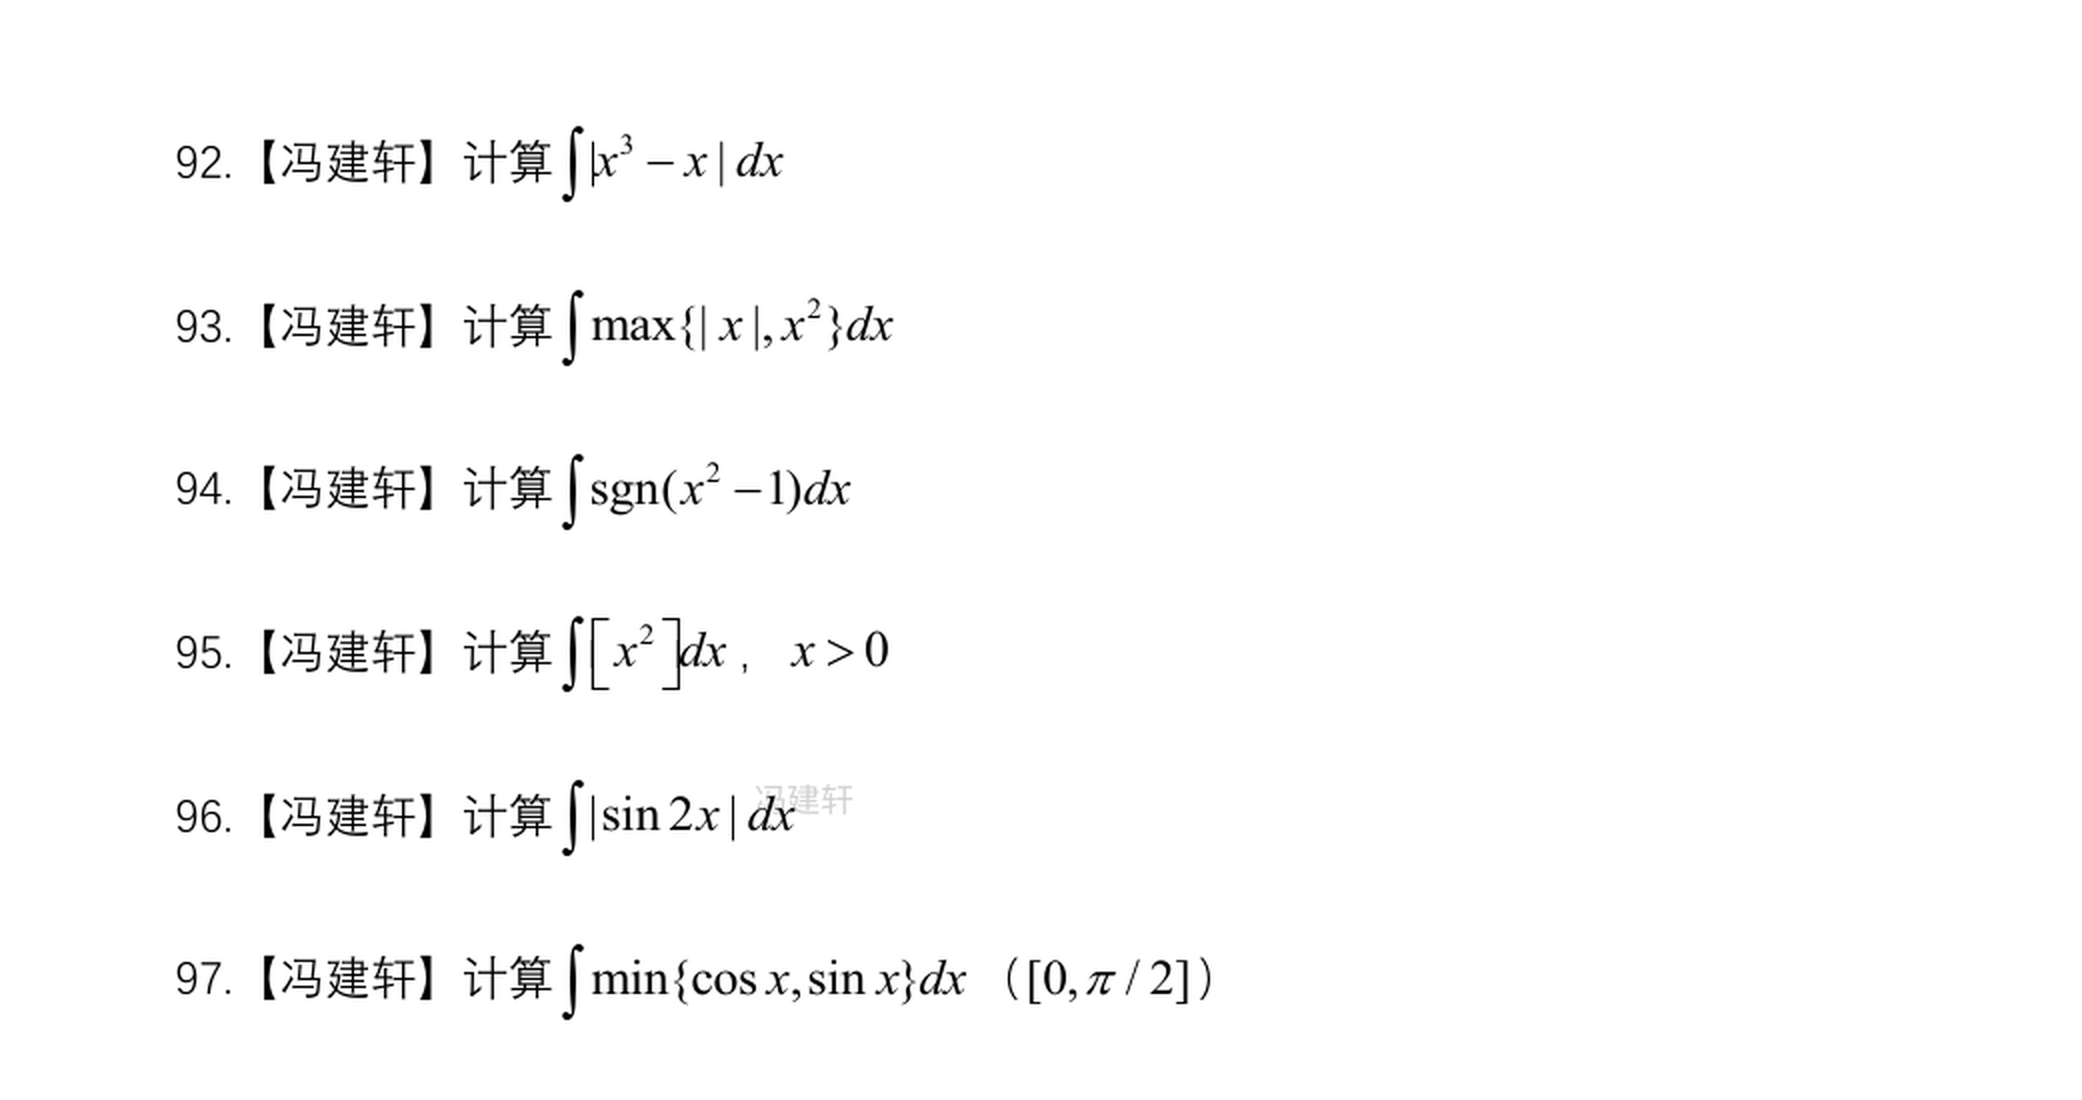 92.【冯建轩】计算∫|x³ − x| dx
93.【冯建轩】计算∫max{| x |, x²}dx
94.【冯建轩】计算∫sgn(x² −1)dx
95.【冯建轩】计算∫[x²]dx， x > 0
96.【冯建轩】计算∫|sin 2x| dx
冯建轩
97.【冯建轩】计算∫min{cos x, sin x}dx （[0, π / 2]）